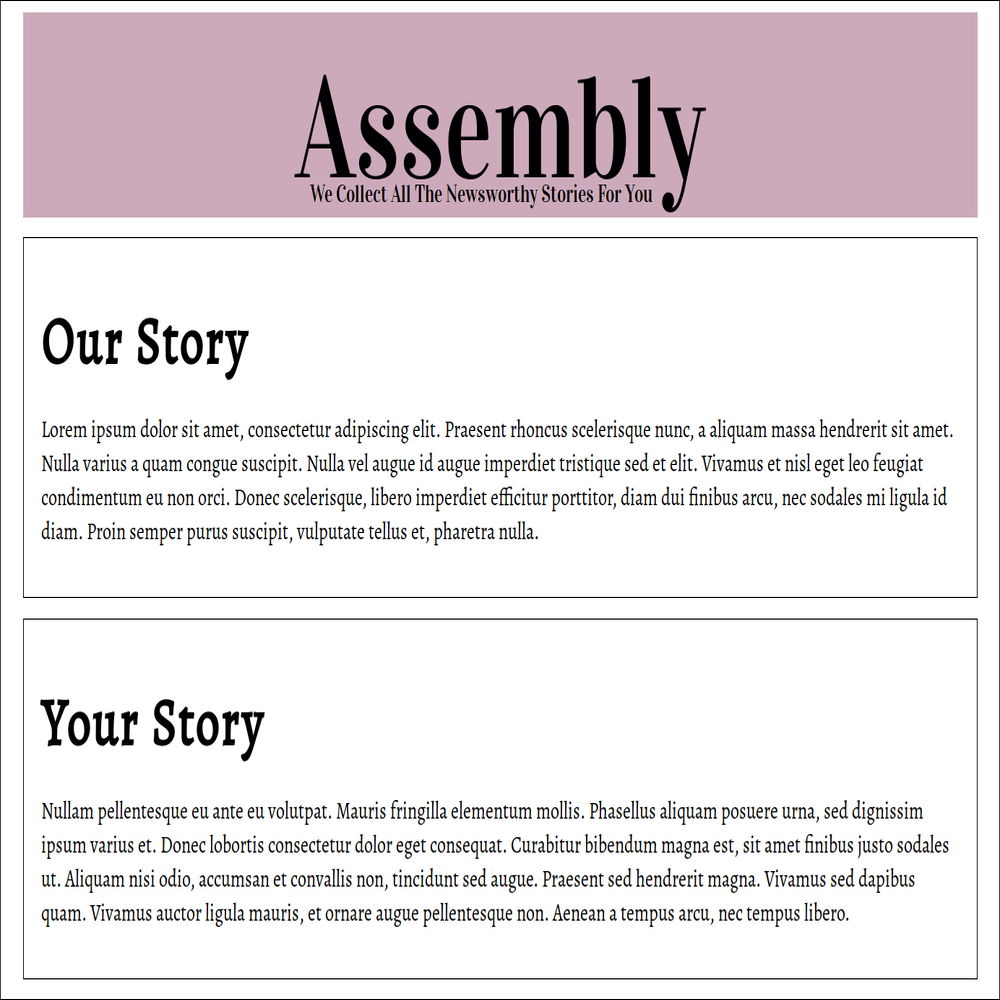 Assembly
We Collect All The Newsworthy Stories For You
Our Story
Lorem ipsum dolor sit amet, consectetur adipiscing elit. Praesent rhoncus scelerisque nunc, a aliquam massa hendrerit sit amet.
Nulla varius a quam congue suscipit. Nulla vel augue id augue imperdiet tristique sed et elit. Vivamus et nisl eget leo feugiat
condimentum eu non orci. Donec scelerisque, libero imperdiet efficitur porttitor, diam dui finibus arcu, nec sodales mi ligula id
diam. Proin semper purus suscipit, vulputate tellus et, pharetra nulla.
Your Story
Nullam pellentesque eu ante eu volutpat. Mauris fringilla elementum mollis. Phasellus aliquam posuere urna, sed dignissim
ipsum varius et. Donec lobortis consectetur dolor eget consequat. Curabitur bibendum magna est, sit amet finibus justo sodales
ut. Aliquam nisi odio, accumsan et convallis non, tincidunt sed augue. Praesent sed hendrerit magna. Vivamus sed dapibus
quam. Vivamus auctor ligula mauris, et ornare augue pellentesque non. Aenean a tempus arcu, nec tempus libero.